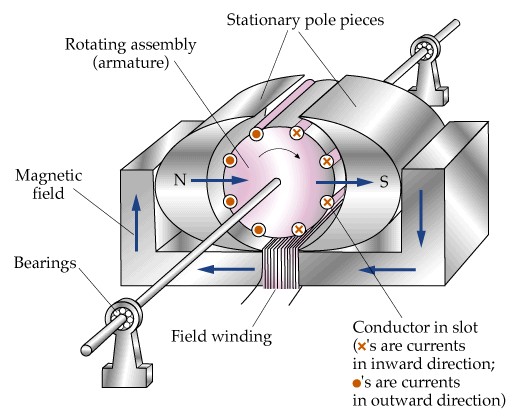 Stationary pole pieces
Rotating assembly
(armature)
Magnetic
field
N
S
Bearings
Field winding
Conductor in slot
(×'s are currents
in inward direction;
●'s are currents
in outward direction)